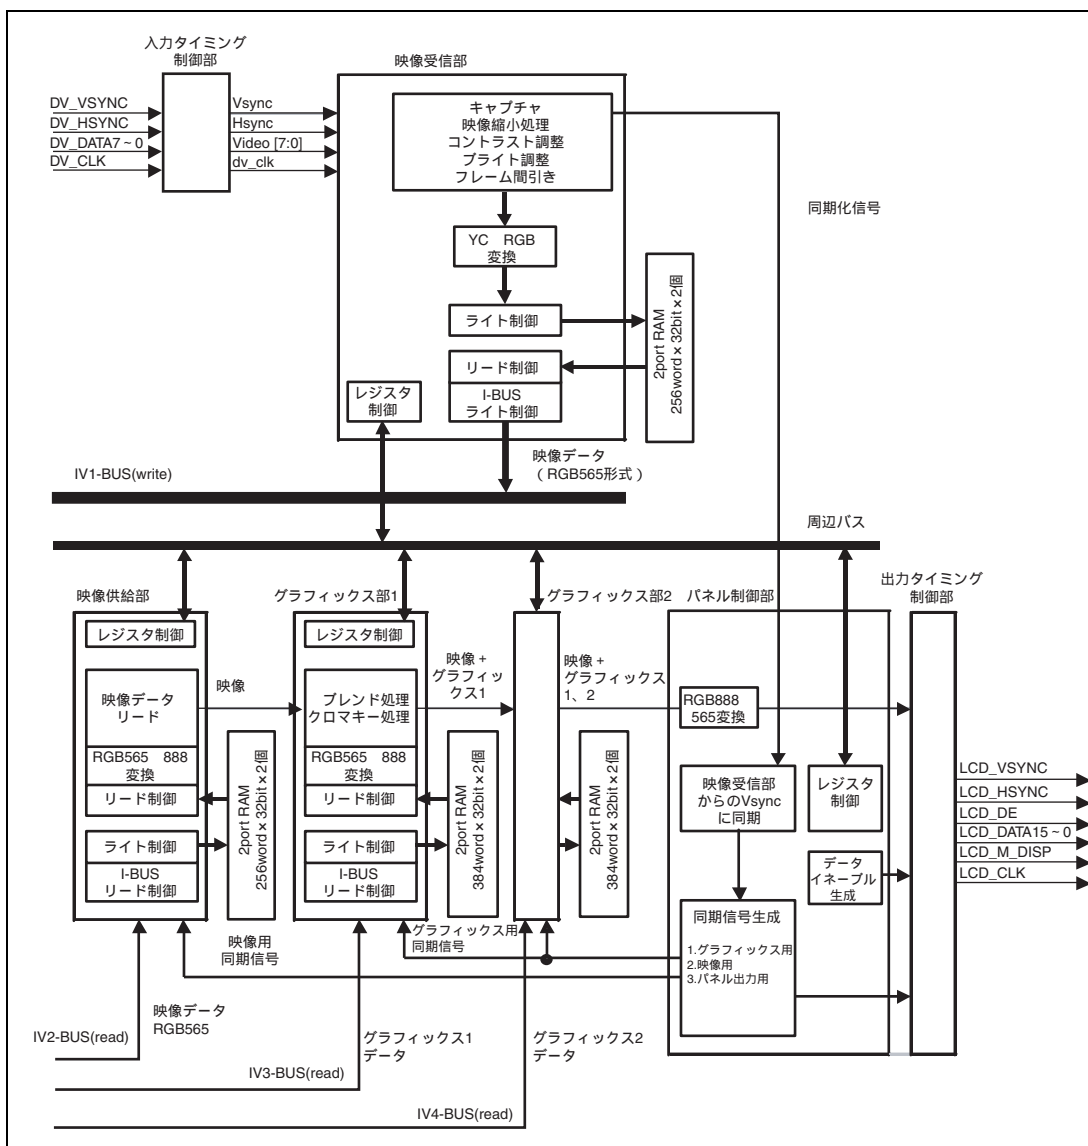 入力タイミング
制御部
DV_VSYNC
DV_HSYNC
DV_DATA7～0
DV_CLK
Vsync
Hsync
Video [7:0]
dv_clk
映像受信部
キャプチャ
映像縮小処理
コントラスト調整
ブライト調整
フレーム間引き
同期化信号
YC　RGB
変換
ライト制御
リード制御
I-BUS
ライト制御
2port RAM
256word×32bit×2個
レジスタ
制御
映像データ
（RGB565形式）
IV1-BUS(write)
周辺バス
映像供給部
レジスタ制御
映像データ
リード
RGB565　888
変換
リード制御
ライト制御
I-BUS
リード制御
映像
2port RAM
256word×32bit×2個
グラフィックス部1
レジスタ制御
ブレンド処理
クロマキー処理
RGB565　888
変換
リード制御
ライト制御
I-BUS
リード制御
映像＋
グラフィッ
クス1
2port RAM
384word×32bit×2個
グラフィックス部2
映像＋
グラフィックス
1、2
2port RAM
384word×32bit×2個
パネル制御部
RGB888
565変換
映像受信部
からのVsync
に同期
レジスタ
制御
データ
イネーブル
生成
同期信号生成
1.グラフィックス用
2.映像用
3.パネル出力用
出力タイミング
制御部
LCD_VSYNC
LCD_HSYNC
LCD_DE
LCD_DATA15～0
LCD_M_DISP
LCD_CLK
映像用
同期信号
グラフィックス用
同期信号
映像データ
RGB565
グラフィックス1
データ
グラフィックス2
データ
IV2-BUS(read)
IV3-BUS(read)
IV4-BUS(read)